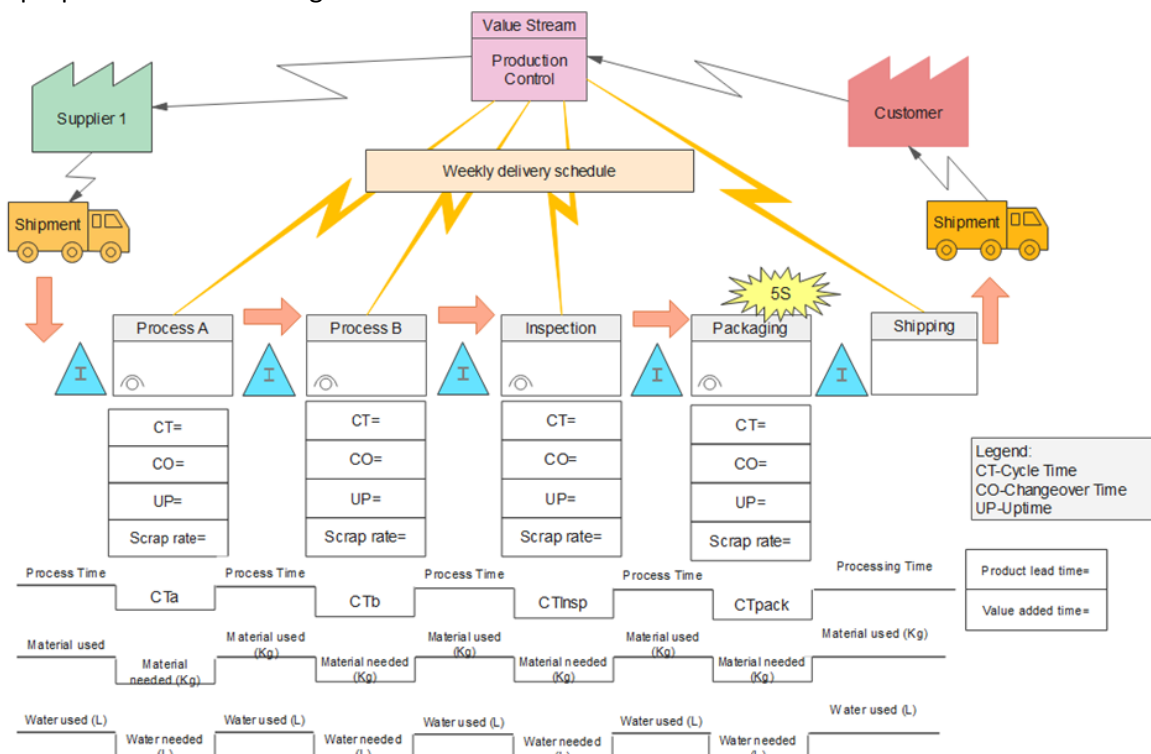 Value Stream
Production
Control
Supplier 1
Customer
Weekly delivery schedule
Shipment
Shipment
5S
Process A
Process B
Inspection
Packaging
Shipping
I
I
I
I
I
CT=
CT=
CT=
CT=
CO=
CO=
CO=
CO=
UP=
UP=
UP=
UP=
Scrap rate=
Scrap rate=
Scrap rate=
Scrap rate=
Legend:
CT-Cycle Time
CO-Changeover Time
UP-Uptime
Process Time
CTa
Process Time
CTb
Process Time
CTInsp
Process Time
CTpack
Processing Time
Product lead time=
Value added time=
Material used
Material
needed (Kg)
Material used
(Kg)
Material needed
(Kg)
Material used
(Kg)
Material needed
(Kg)
Material used
(Kg)
Material needed
(Kg)
Material used (Kg)
Water used (L)
Water needed
Water used (L)
Water needed
Water used (L)
Water needed
Water used (L)
Water needed
Water used (L)